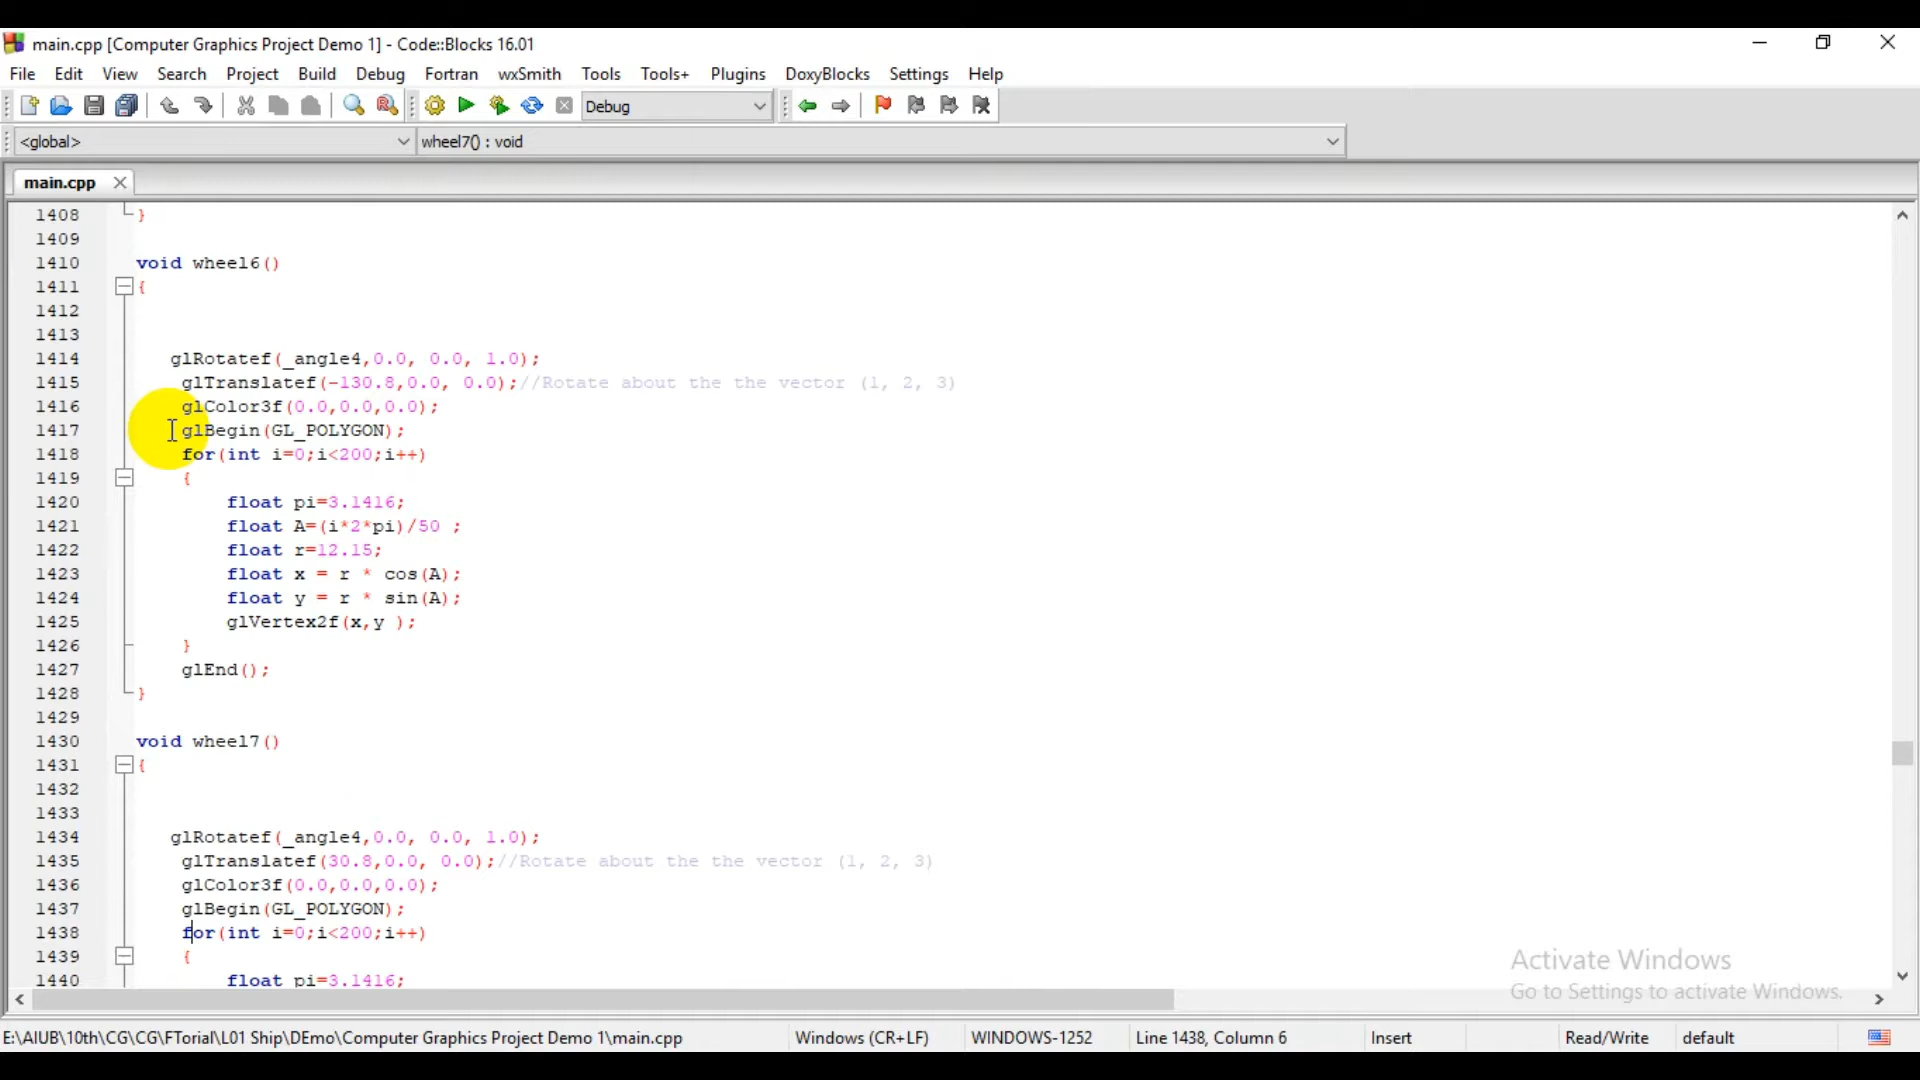 main.cpp [Computer Graphics Project Demo 1] - Code::Blocks 16.01
File Edit View Search Project Build Debug Fortran wxSmith Tools Tools+ Plugins DoxyBlocks Settings Help
Debug
<global> wheel7() : void
main.cpp
1408 }
1409
1410 void wheel6()
1411 {
1412
1413
1414 glRotatef(_angle4,0.0, 0.0, 1.0);
1415 glTranslatef(-130.8,0.0, 0.0);//Rotate about the the vector (1, 2, 3)
1416 glColor3f(0.0,0.0,0.0);
1417 glBegin(GL_POLYGON);
1418 for(int i=0;i<200;i++)
1419 {
1420 float pi=3.1416;
1421 float A=(i*2*pi)/50 ;
1422 float r=12.15;
1423 float x = r * cos(A);
1424 float y = r * sin(A);
1425 glVertex2f(x,y );
1426 }
1427 glEnd();
1428 }
1429
1430 void wheel7()
1431 {
1432
1433
1434 glRotatef(_angle4,0.0, 0.0, 1.0);
1435 glTranslatef(30.8,0.0, 0.0);//Rotate about the the vector (1, 2, 3)
1436 glColor3f(0.0,0.0,0.0);
1437 glBegin(GL_POLYGON);
1438 for(int i=0;i<200;i++)
1439 {
1440 float pi=3.1416;
Activate Windows
Go to Settings to activate Windows.
E:\AIUB\10th\CG\CG\FTorial\L01 Ship\DEmo\Computer Graphics Project Demo 1\main.cpp Windows (CR+LF) WINDOWS-1252 Line 1438, Column 6 Insert Read/Write default